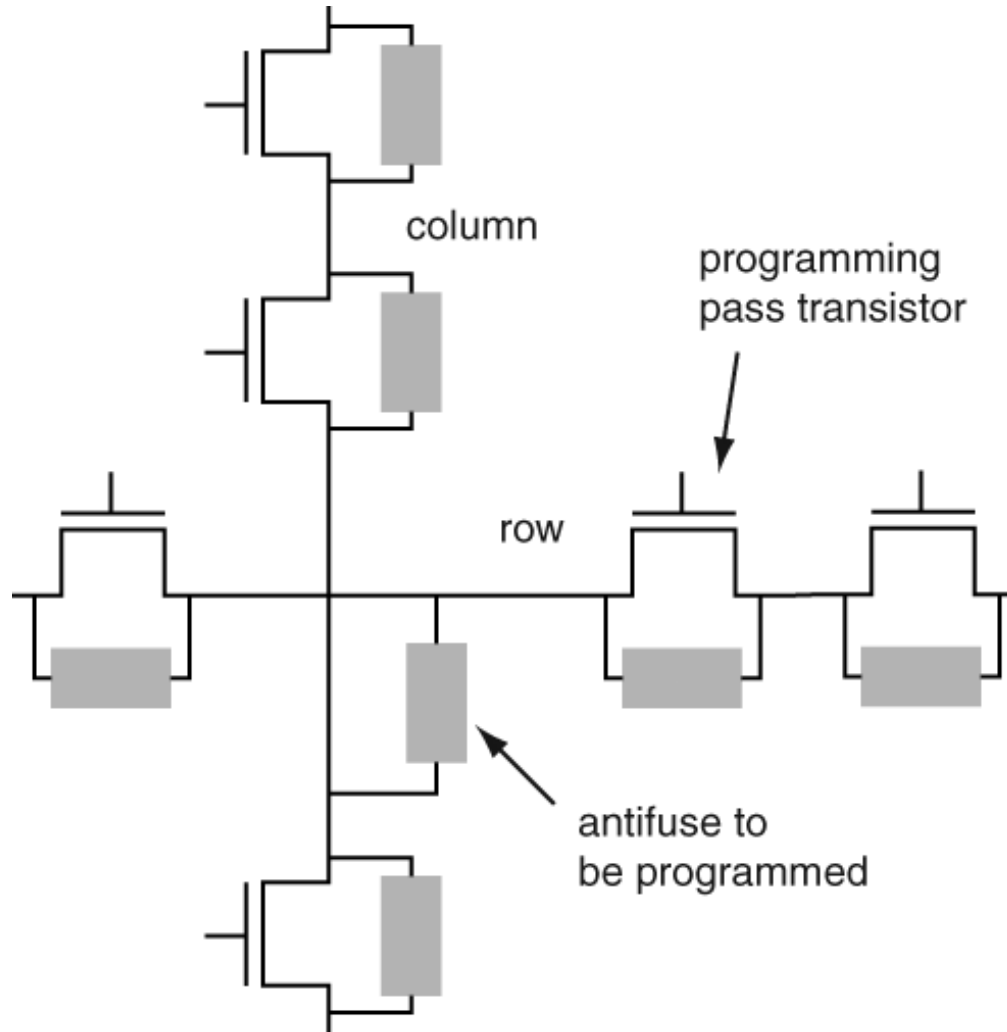 column
programming
pass transistor
row
antifuse to
be programmed